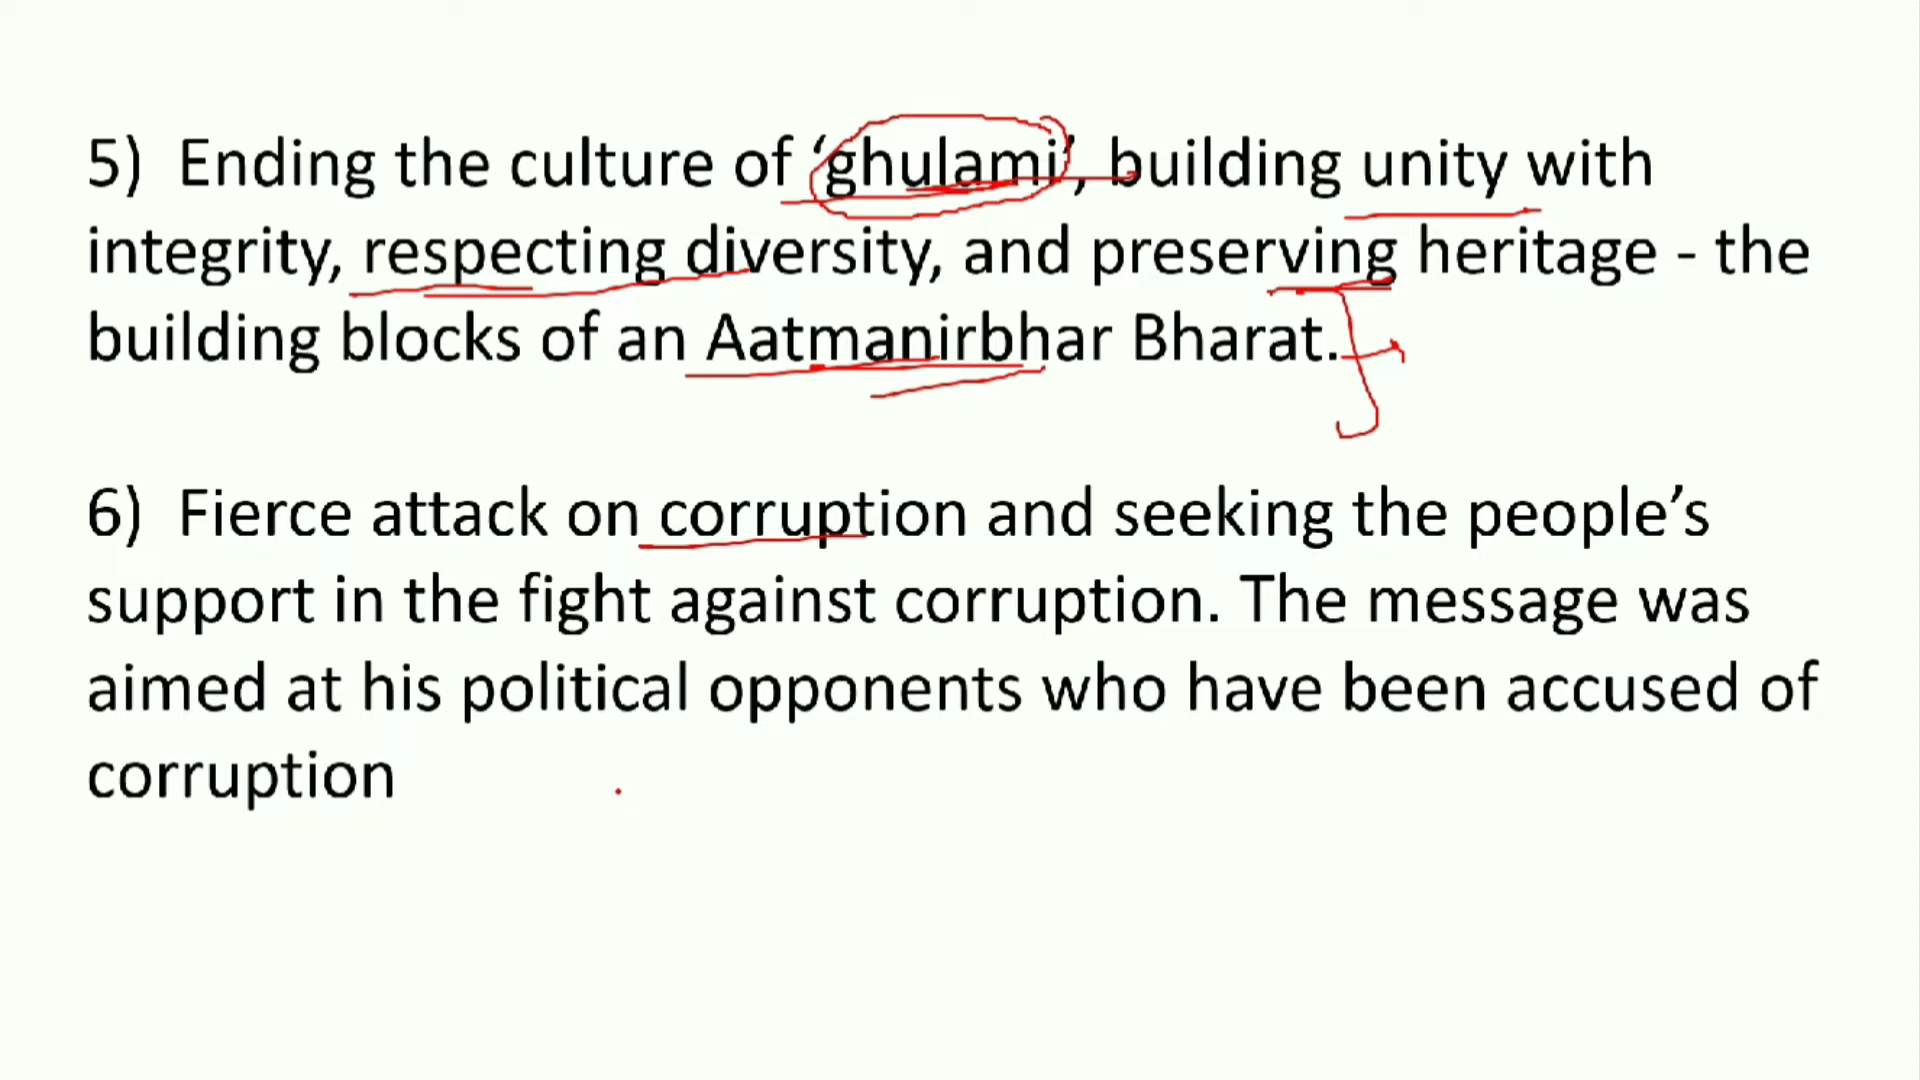 5) Ending the culture of ‘ghulami’, building unity with
integrity, respecting diversity, and preserving heritage - the
building blocks of an Aatmanirbhar Bharat.
6) Fierce attack on corruption and seeking the people’s
support in the fight against corruption. The message was
aimed at his political opponents who have been accused of
corruption